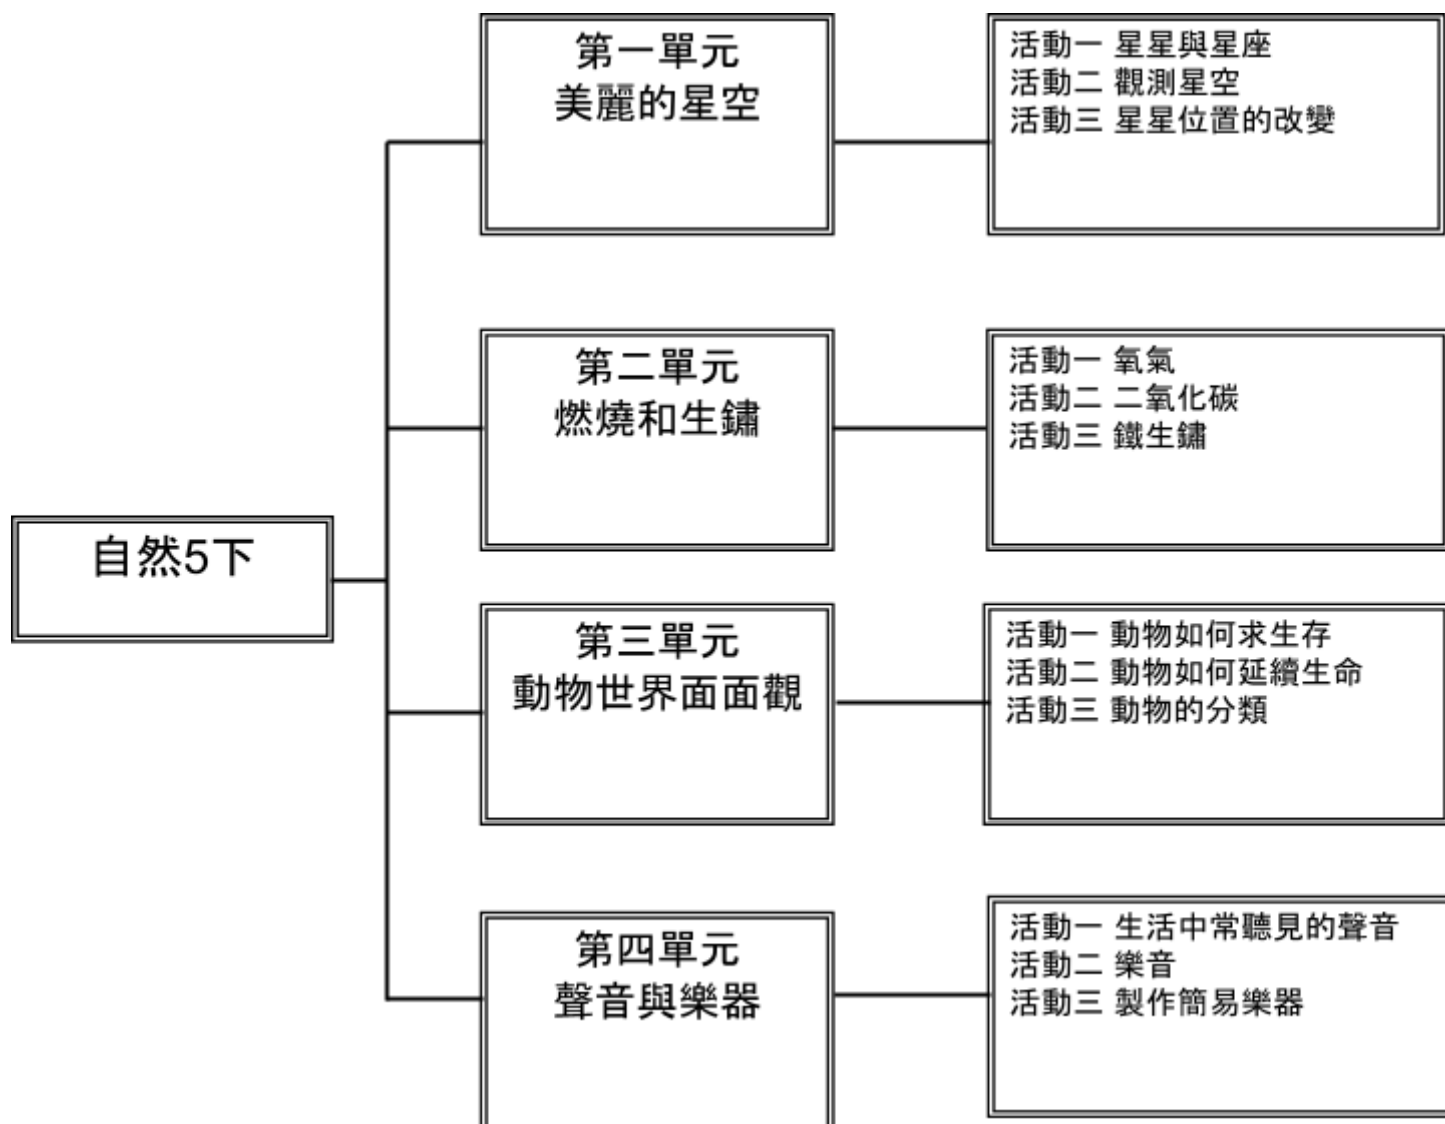 自然5下
第一單元
美麗的星空
活動一 星星與星座
活動二 觀測星空
活動三 星星位置的改變
第二單元
燃燒和生鏽
活動一 氧氣
活動二 二氧化碳
活動三 鐵生鏽
第三單元
動物世界面面觀
活動一 動物如何求生存
活動二 動物如何延續生命
活動三 動物的分類
第四單元
聲音與樂器
活動一 生活中常聽見的聲音
活動二 樂音
活動三 製作簡易樂器